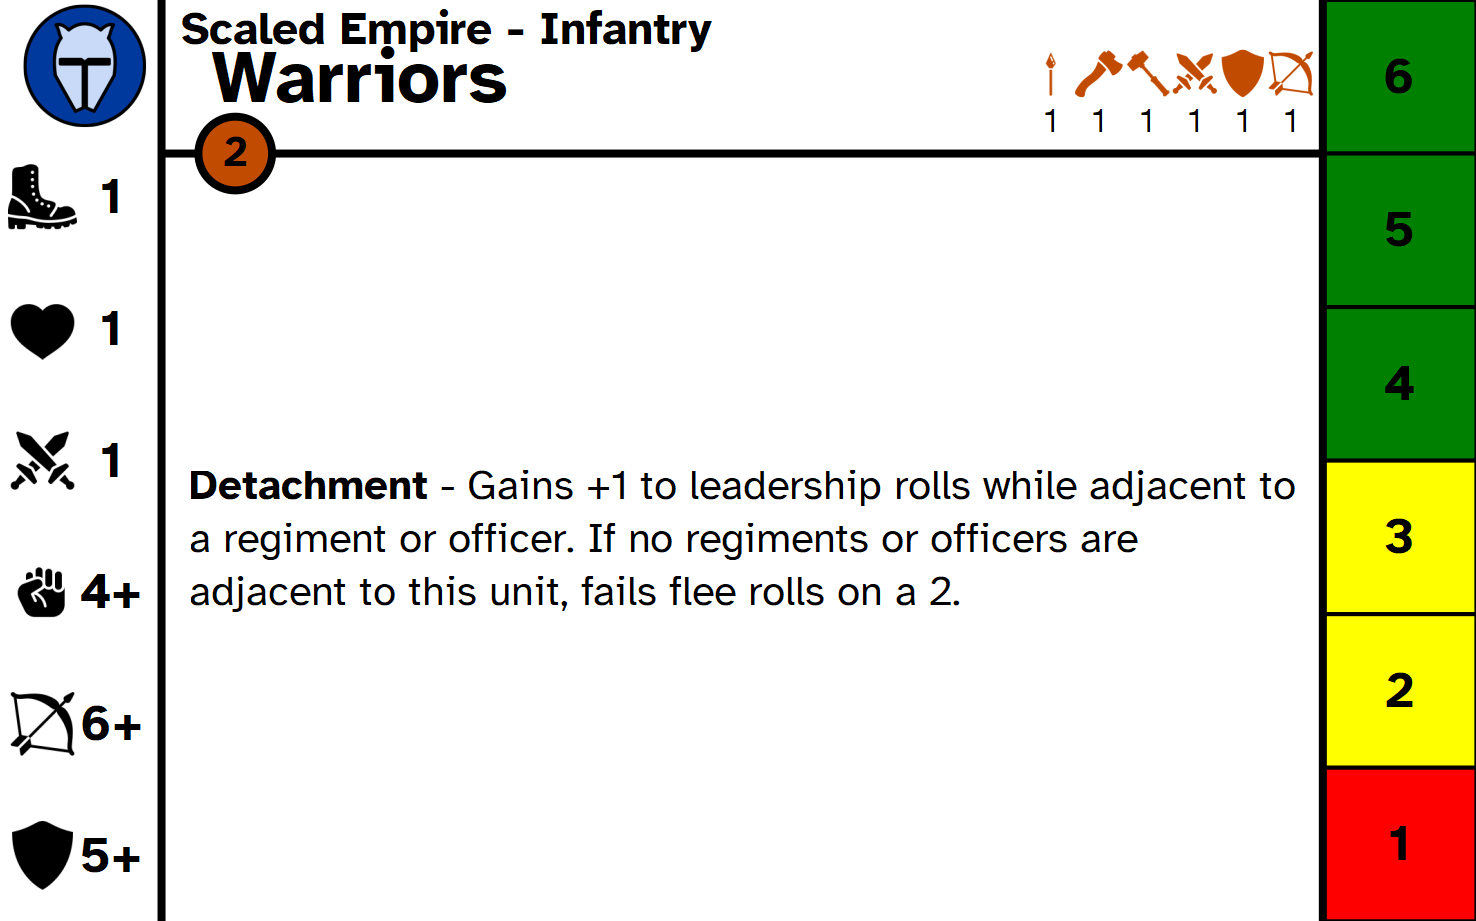 Scaled Empire - Infantry
Warriors
1 1 1 1 1 1
2
1
1
1
4+
6+
5+
Detachment - Gains +1 to leadership rolls while adjacent to
a regiment or officer. If no regiments or officers are
adjacent to this unit, fails flee rolls on a 2.
6
5
4
3
2
1